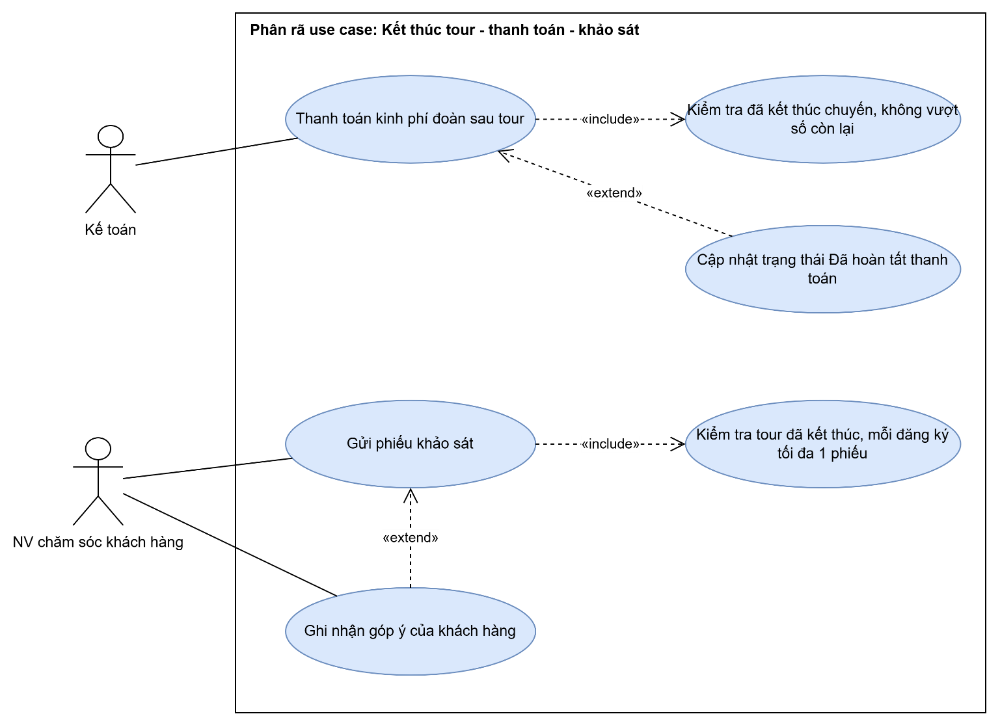 Phân rã use case: Kết thúc tour - thanh toán - khảo sát
Thanh toán kinh phí đoàn sau tour
«include»
Kiểm tra đã kết thúc chuyến, không vượt
số còn lại
«extend»
Kế toán
Cập nhật trạng thái Đã hoàn tất thanh
toán
Gửi phiếu khảo sát
«include»
Kiểm tra tour đã kết thúc, mỗi đăng ký
tối đa 1 phiếu
NV chăm sóc khách hàng
«extend»
Ghi nhận góp ý của khách hàng